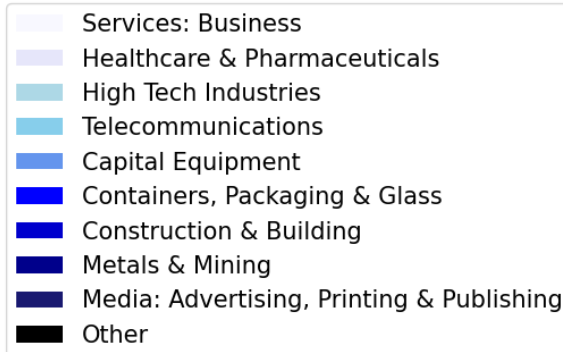 Services: Business
Healthcare & Pharmaceuticals
High Tech Industries
Telecommunications
Capital Equipment
Containers, Packaging & Glass
Construction & Building
Metals & Mining
Media: Advertising, Printing & Publishing
Other